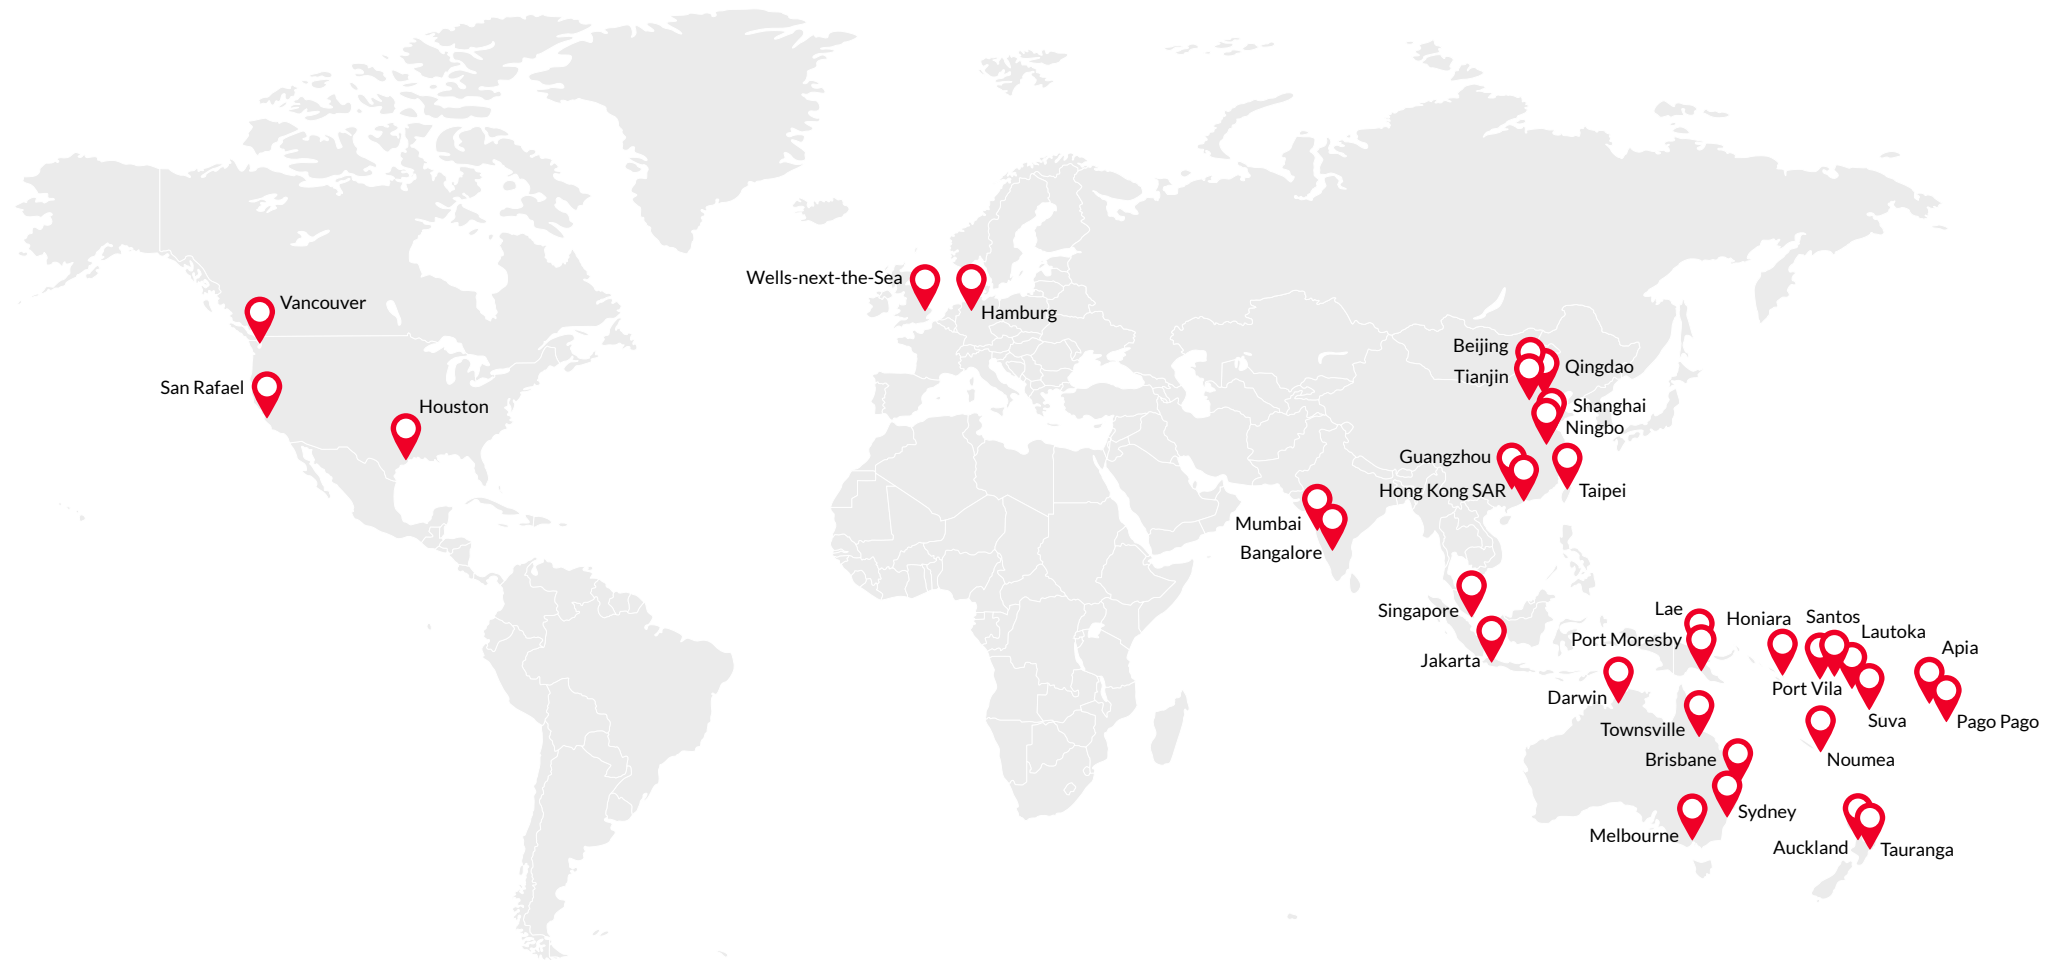 Wells-next-the-Sea
Hamburg
Vancouver
San Rafael
Houston
Beijing
Qingdao
Tianjin
Shanghai
Ningbo
Guangzhou
Hong Kong SAR
Taipei
Mumbai
Bangalore
Singapore
Jakarta
Lae
Honiara
Santos
Port Moresby
Lautoka
Apia
Darwin
Port Vila
Suva
Pago Pago
Townsville
Brisbane
Noumea
Sydney
Melbourne
Auckland
Tauranga